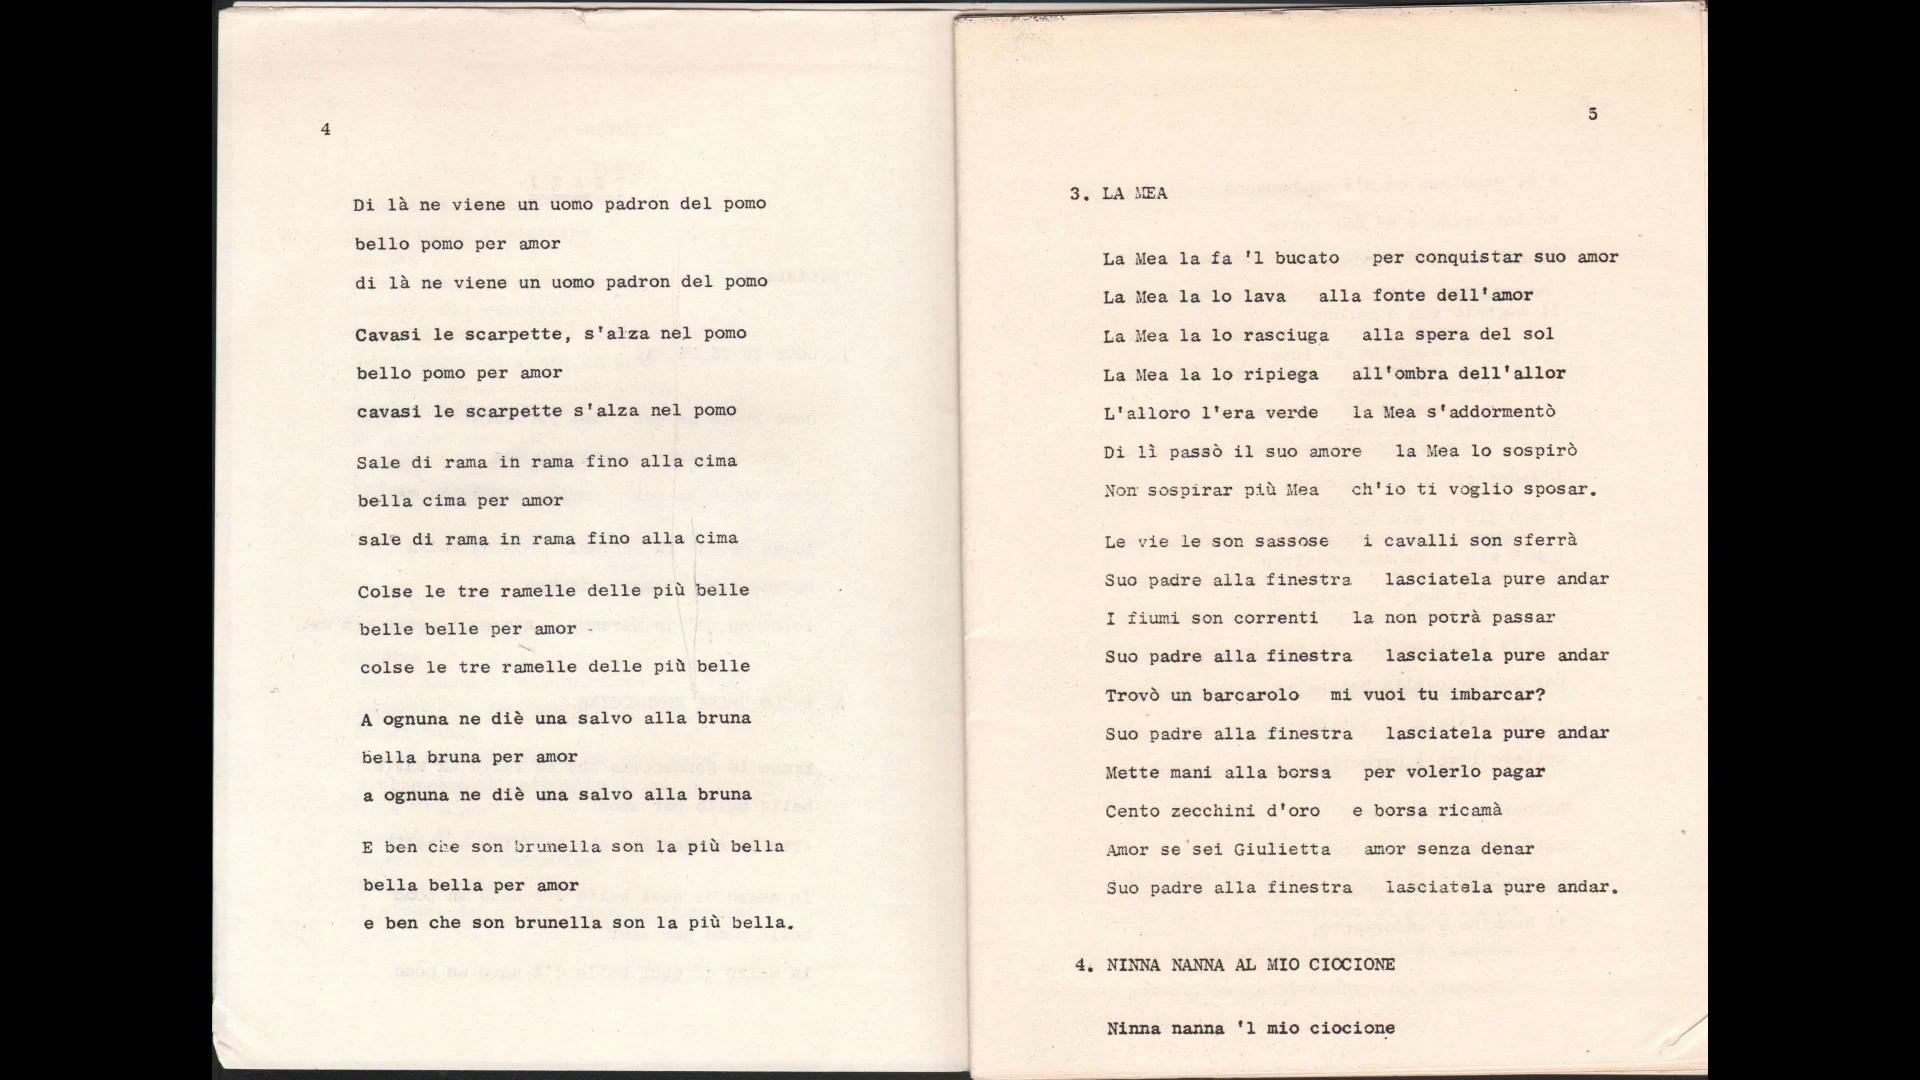 4
Di là ne viene un uomo padron del pomo
bello pomo per amor
di là ne viene un uomo padron del pomo
Cavasi le scarpette, s'alza nel pomo
bello pomo per amor
cavasi le scarpette s'alza nel pomo
Sale di rama in rama fino alla cima
bella cima per amor
sale di rama in rama fino alla cima
Colse le tre ramelle delle più belle
belle belle per amor
colse le tre ramelle delle più belle
A ognuna ne diè una salvo alla bruna
bella bruna per amor
a ognuna ne diè una salvo alla bruna
E ben che son brunella son la più bella
bella bella per amor
e ben che son brunella son la più bella.
5
3. LA MEA
La Mea la fa 'l bucato   per conquistar suo amor
La Mea la lo lava   alla fonte dell'amor
La Mea la lo rasciuga   alla spera del sol
La Mea la lo ripiega   all'ombra dell'allor
L'alloro l'era verde   la Mea s'addormentò
Di lì passò il suo amore   la Mea lo sospirò
Non sospirar più Mea   ch'io ti voglio sposar.
Le vie le son sassose   i cavalli son sferrà
Suo padre alla finestra   lasciatela pure andar
I fiumi son correnti   la non potrà passar
Suo padre alla finestra   lasciatela pure andar
Trovò un barcarolo   mi vuoi tu imbarcar?
Suo padre alla finestra   lasciatela pure andar
Mette mani alla borsa   per volerlo pagar
Cento zecchini d'oro   e borsa ricamà
Amor se sei Giulietta   amor senza denar
Suo padre alla finestra   lasciatela pure andar.
4. NINNA NANNA AL MIO CIOCIONE
Ninna nanna 'l mio ciocione